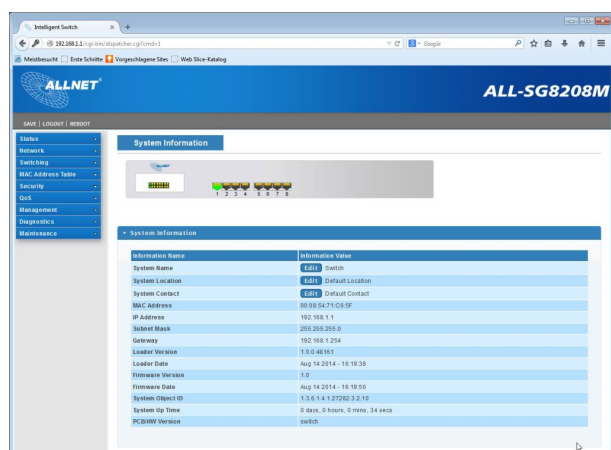 Intelligent Switch
192.168.1.1/cgi-bin/dispatcher.cgi?cmd=1
Google
Meistbesucht Erste Schritte Vorgeschlagene Sites Web Slice-Katalog
ALLNET
ALL-SG8208M
SAVE | LOGOUT | REBOOT
Status
Network
Switching
MAC Address Table
Security
QoS
Management
Diagnostics
Maintenance
System Information
ALLNET
1 2 3 4 5 6 7 8
System Information
Information Name Information Value
System Name Edit Switch
System Location Edit Default Location
System Contact Edit Default Contact
MAC Address 00:08:54:71:C6:9F
IP Address 192.168.1.1
Subnet Mask 255.255.255.0
Gateway 192.168.1.254
Loader Version 1.0.0.48161
Loader Date Aug 14 2014 - 16:19:38
Firmware Version 1.0
Firmware Date Aug 14 2014 - 16:19:50
System Object ID 1.3.6.1.4.1.27282.3.2.10
System Up Time 0 days, 0 hours, 0 mins, 34 secs
PCB/HW Version switch